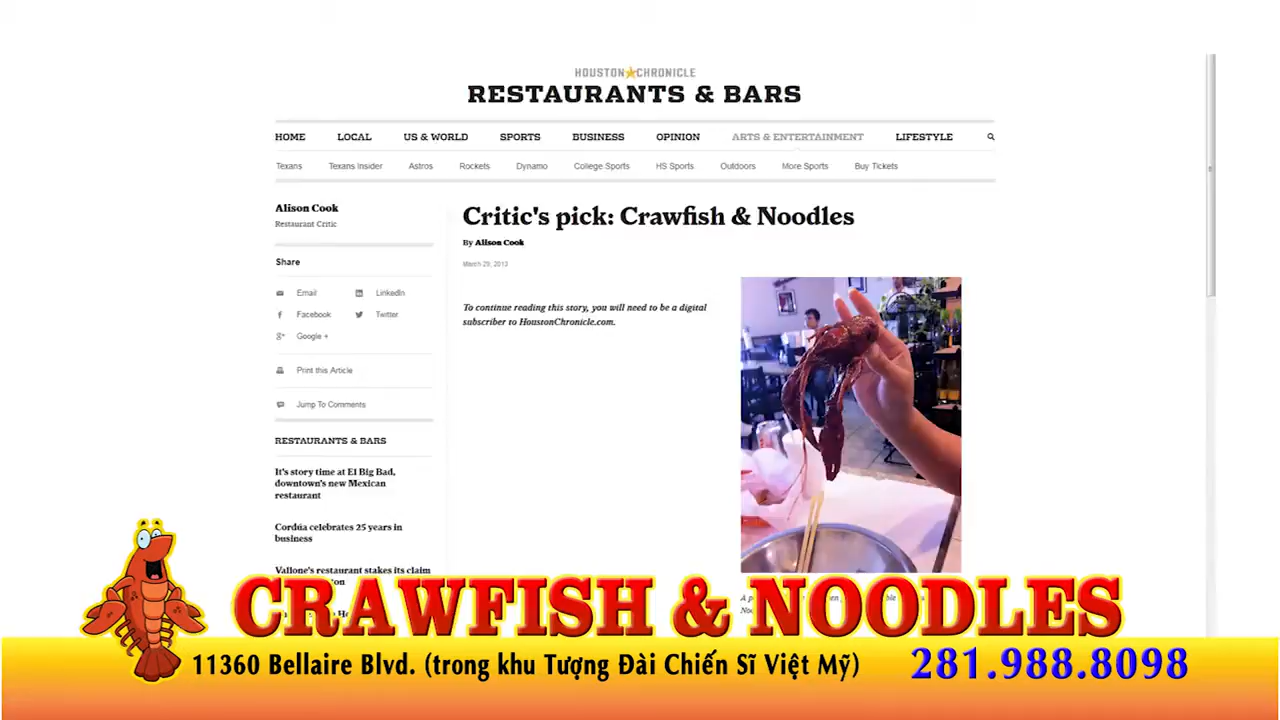 HOUSTON CHRONICLE
RESTAURANTS & BARS
HOME LOCAL US & WORLD SPORTS BUSINESS OPINION ARTS & ENTERTAINMENT LIFESTYLE
Texans Texans Insider Astros Rockets Dynamo College Sports HS Sports Outdoors More Sports Buy Tickets
Alison Cook
Restaurant Critic
Share
Email LinkedIn
Facebook Twitter
Google +
Print this Article
Jump To Comments
RESTAURANTS & BARS
It's story time at El Big Bad,
downtown's new Mexican
restaurant
Cordúa celebrates 25 years in
business
Vallone's restaurant stakes its claim
Critic's pick: Crawfish & Noodles
By Alison Cook
March 29, 2013
To continue reading this story, you will need to be a digital
subscriber to HoustonChronicle.com.
CRAWFISH & NOODLES
11360 Bellaire Blvd. (trong khu Tượng Đài Chiến Sĩ Việt Mỹ) 281.988.8098